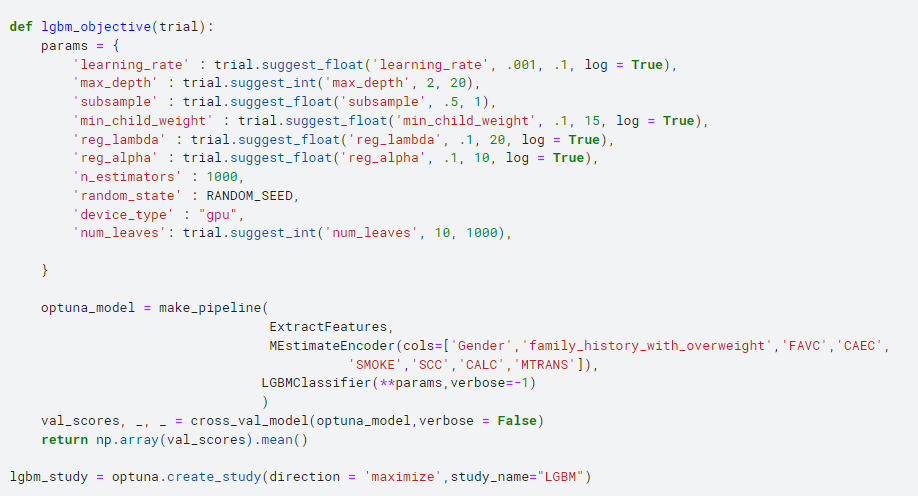 def lgbm_objective(trial):
    params = {
        'learning_rate' : trial.suggest_float('learning_rate', .001, .1, log = True),
        'max_depth' : trial.suggest_int('max_depth', 2, 20),
        'subsample' : trial.suggest_float('subsample', .5, 1),
        'min_child_weight' : trial.suggest_float('min_child_weight', .1, 15, log = True),
        'reg_lambda' : trial.suggest_float('reg_lambda', .1, 20, log = True),
        'reg_alpha' : trial.suggest_float('reg_alpha', .1, 10, log = True),
        'n_estimators' : 1000,
        'random_state' : RANDOM_SEED,
        'device_type' : "gpu",
        'num_leaves': trial.suggest_int('num_leaves', 10, 1000),
    }
    optuna_model = make_pipeline(
                                 ExtractFeatures,
                                 MEstimateEncoder(cols=['Gender','family_history_with_overweight','FAVC','CAEC',
                                           'SMOKE','SCC','CALC','MTRANS']),
                                LGBMClassifier(**params,verbose=-1)
                                )
    val_scores, _, _ = cross_val_model(optuna_model,verbose = False)
    return np.array(val_scores).mean()
lgbm_study = optuna.create_study(direction = 'maximize',study_name="LGBM")